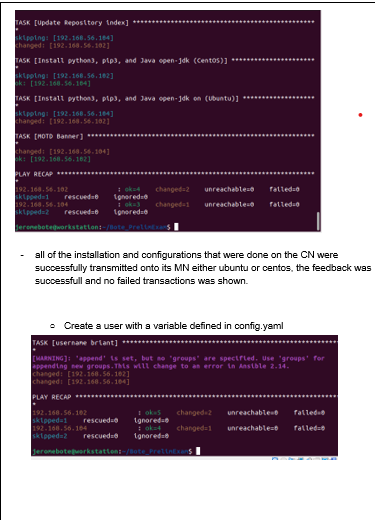 TASK [Update Repository index] ************************************************
*
skipping: [192.168.56.104]
changed: [192.168.56.102]
TASK [Install python3, pip3, and Java open-jdk (CentOS)] **********************
*
skipping: [192.168.56.102]
ok: [192.168.56.104]
TASK [Install python3, pip3, and Java open-jdk on (Ubuntu)] *******************
*
skipping: [192.168.56.104]
changed: [192.168.56.102]
TASK [MOTD Banner] ************************************************************
*
changed: [192.168.56.104]
ok: [192.168.56.102]
PLAY RECAP ********************************************************************
*
192.168.56.102 : ok=4 changed=2 unreachable=0 failed=0
skipped=1 rescued=0 ignored=0
192.168.56.104 : ok=3 changed=1 unreachable=0 failed=0
skipped=2 rescued=0 ignored=0
jeromebote@workstation:~/Bote_PrelimExam$
- all of the installation and configurations that were done on the CN were
successfully transmitted onto its MN either ubuntu or centos, the feedback was
successfull and no failed transactions was shown.
○ Create a user with a variable defined in config.yaml
TASK [username briant] ********************************************************
*
[WARNING]: 'append' is set, but no 'groups' are specified. Use 'groups' for
appending new groups.This will change to an error in Ansible 2.14.
changed: [192.168.56.102]
changed: [192.168.56.104]
PLAY RECAP ********************************************************************
*
192.168.56.102 : ok=5 changed=2 unreachable=0 failed=0
skipped=1 rescued=0 ignored=0
192.168.56.104 : ok=4 changed=1 unreachable=0 failed=0
skipped=2 rescued=0 ignored=0
jeromebote@workstation:~/Bote_PrelimExam$